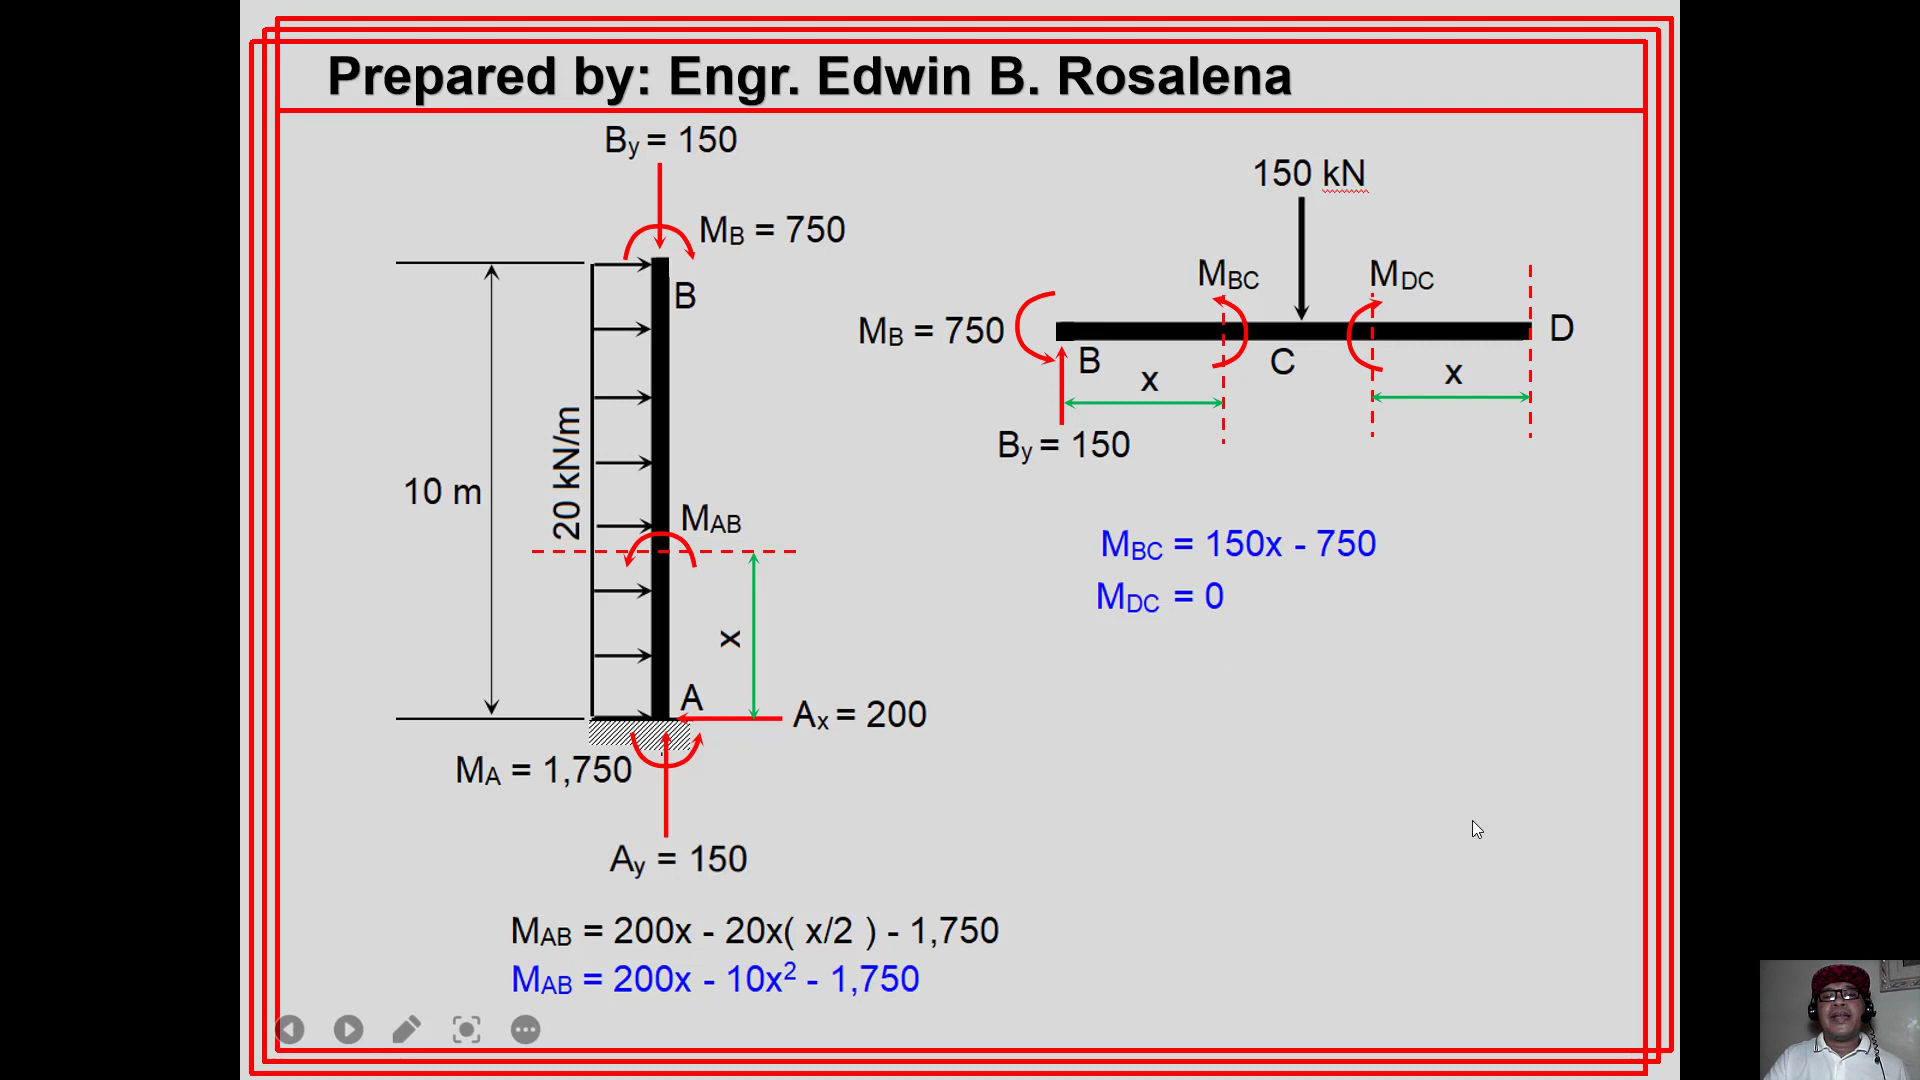 Prepared by: Engr. Edwin B. Rosalena
By = 150
MB = 750
B
10 m
20 kN/m
MAB
x
A
Ax = 200
MA = 1,750
Ay = 150
MAB = 200x - 20x( x/2 ) - 1,750
MAB = 200x - 10x² - 1,750
150 kN
MBC
MDC
MB = 750
B
C
D
x
x
By = 150
MBC = 150x - 750
MDC = 0